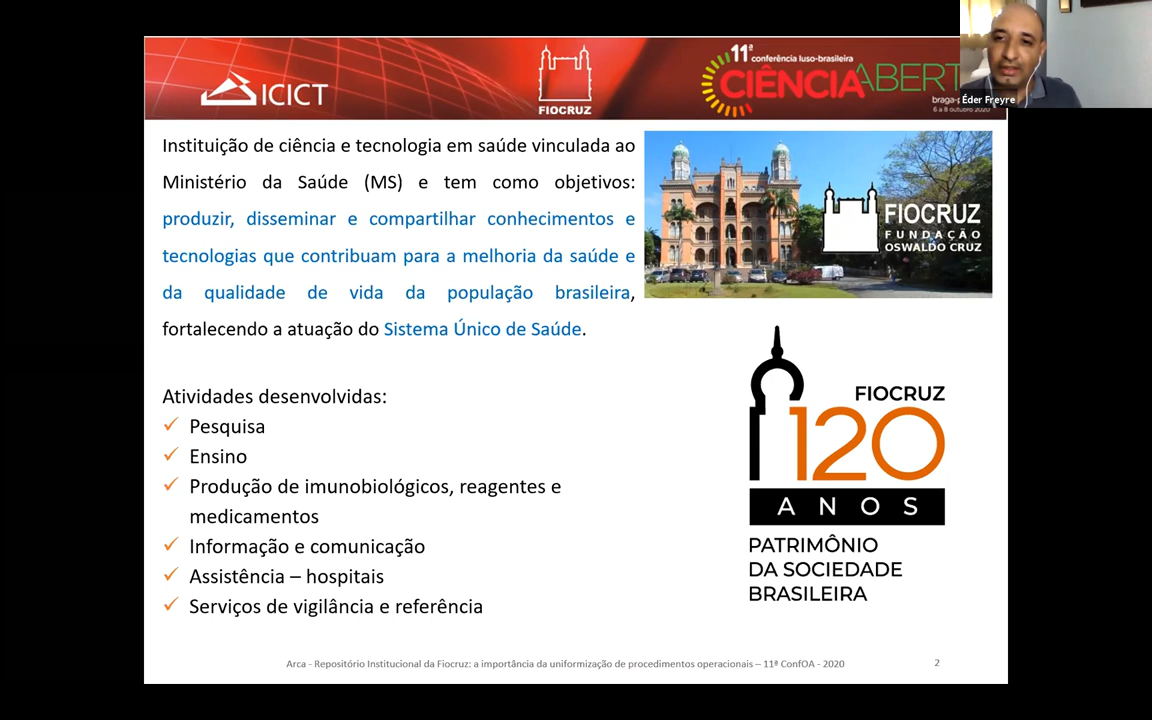 ICICT
FIOCRUZ
11ª conferência luso-brasileira
CIÊNCIA ABERT
braga-
6 a 8 outubro 2020
Éder Freyre
Instituição de ciência e tecnologia em saúde vinculada ao
Ministério da Saúde (MS) e tem como objetivos:
produzir, disseminar e compartilhar conhecimentos e
tecnologias que contribuam para a melhoria da saúde e
da qualidade de vida da população brasileira,
fortalecendo a atuação do Sistema Único de Saúde.
FIOCRUZ
FUNDAÇÃO
OSWALDO CRUZ
Atividades desenvolvidas:
✓ Pesquisa
✓ Ensino
✓ Produção de imunobiológicos, reagentes e
medicamentos
✓ Informação e comunicação
✓ Assistência – hospitais
✓ Serviços de vigilância e referência
FIOCRUZ
120
ANOS
PATRIMÔNIO
DA SOCIEDADE
BRASILEIRA
Arca - Repositório Institucional da Fiocruz: a importância da uniformização de procedimentos operacionais – 11ª ConfOA - 2020
2